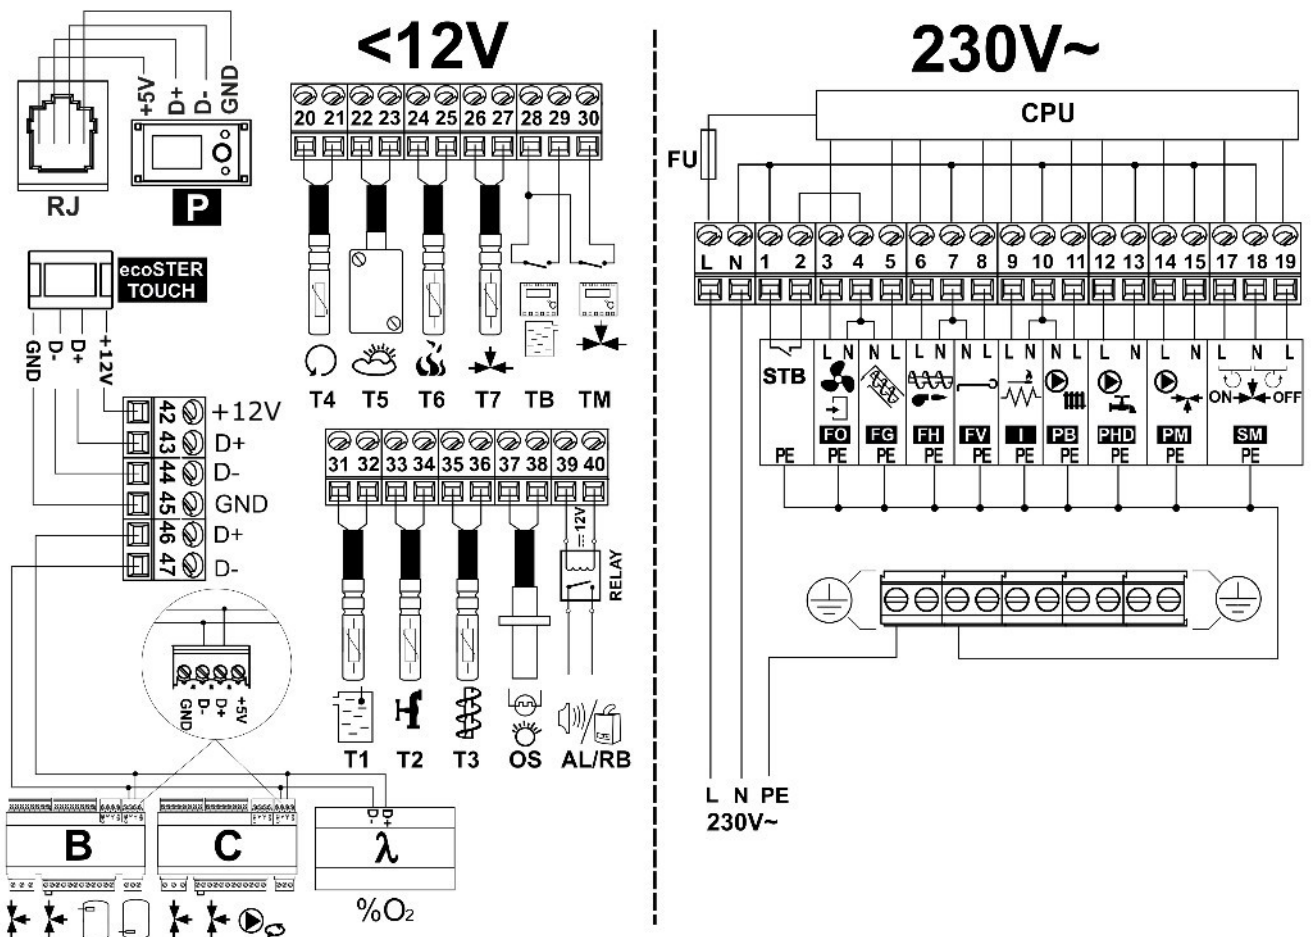 <12V
230V~
+5V
D+
D-
GND
RJ
P
20 21 22 23 24 25 26 27 28 29 30
CPU
FU
L N 1 2 3 4 5 6 7 8 9 10 11 12 13 14 15 17 18 19
ecoSTER
TOUCH
GND
D-
D+
+12V
42 +12V
43 D+
44 D-
45 GND
46 D+
47 D-
°C
°C
T4 T5 T6 T7 TB TM
31 32 33 34 35 36 37 38 39 40
12V
RELAY
T1 T2 T3 OS AL/RB
STB
L N N L L N N L L N N L L N L N L N L
ON OFF
FO FG FH FV I PB PHD PM SM
PE PE PE PE PE PE PE PE PE PE
GND
D-
D+
+5V
L N PE
230V~
B
C
D-
D+
λ
%O₂